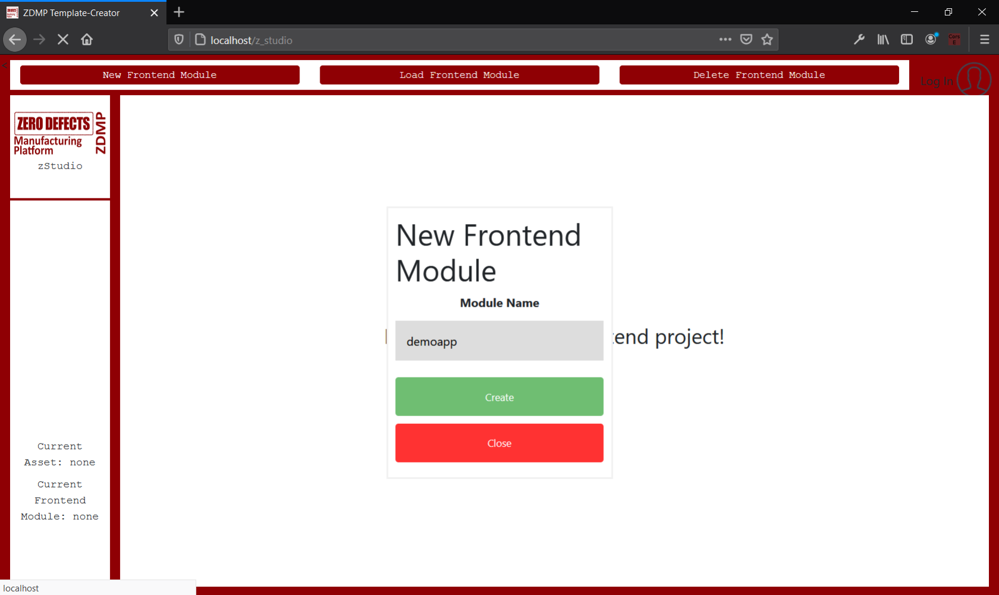 ZDMP Template-Creator
localhost/z_studio
Cors
E
New Frontend Module
Load Frontend Module
Delete Frontend Module
Log In
ZERO DEFECTS
Manufacturing
Platform
ZDMP
zStudio
New Frontend
Module
Module Name
demoapp
end project!
Create
Close
Current
Asset: none
Current
Frontend
Module: none
localhost